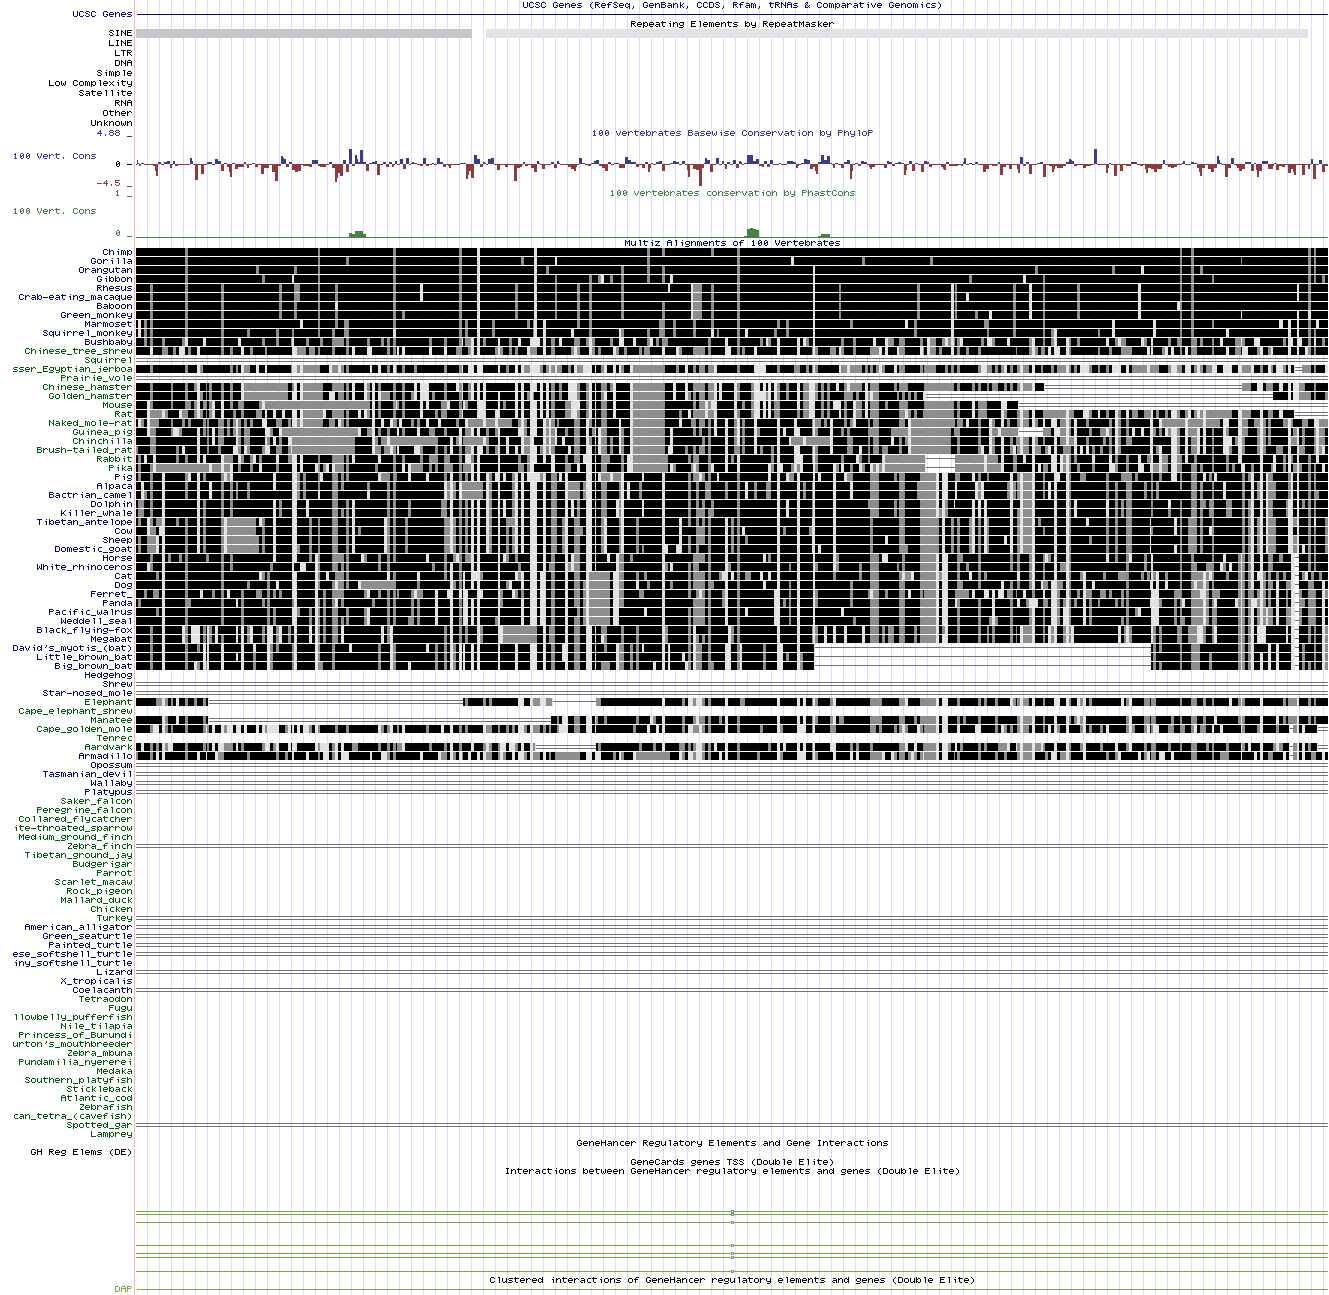 UCSC Genes (RefSeq, GenBank, CCDS, Rfam, tRNAs & Comparative Genomics)
UCSC Genes
Repeating Elements by RepeatMasker
SINE
LINE
LTR
DNA
Simple
Low Complexity
Satellite
RNA
Other
Unknown
4.88 _
100 vertebrates Basewise Conservation by PhyloP
100 Vert. Cons
0 -
-4.5 _
100 vertebrates conservation by PhastCons
1 _
100 Vert. Cons
0 _
Multiz Alignments of 100 Vertebrates
Chimp
Gorilla
Orangutan
Gibbon
Rhesus
Crab-eating_macaque
Baboon
Green_monkey
Marmoset
Squirrel_monkey
Bushbaby
Chinese_tree_shrew
Squirrel
sser_Egyptian_jerboa
Prairie_vole
Chinese_hamster
Golden_hamster
Mouse
Rat
Naked_mole-rat
Guinea_pig
Chinchilla
Brush-tailed_rat
Rabbit
Pika
Pig
Alpaca
Bactrian_camel
Dolphin
Killer_whale
Tibetan_antelope
Cow
Sheep
Domestic_goat
Horse
White_rhinoceros
Cat
Dog
Ferret_
Panda
Pacific_walrus
Weddell_seal
Black_flying-fox
Megabat
David's_myotis_(bat)
Little_brown_bat
Big_brown_bat
Hedgehog
Shrew
Star-nosed_mole
Elephant
Cape_elephant_shrew
Manatee
Cape_golden_mole
Tenrec
Aardvark
Armadillo
Opossum
Tasmanian_devil
Wallaby
Platypus
Saker_falcon
Peregrine_falcon
Collared_flycatcher
ite-throated_sparrow
Medium_ground_finch
Zebra_finch
Tibetan_ground_jay
Budgerigar
Parrot
Scarlet_macaw
Rock_pigeon
Mallard_duck
Chicken
Turkey
American_alligator
Green_seaturtle
Painted_turtle
ese_softshell_turtle
iny_softshell_turtle
Lizard
X_tropicalis
Coelacanth
Tetraodon
Fugu
llowbelly_pufferfish
Nile_tilapia
Princess_of_Burundi
urton's_mouthbreeder
Zebra_mbuna
Pundamilia_nyererei
Medaka
Southern_platyfish
Stickleback
Atlantic_cod
Zebrafish
can_tetra_(cavefish)
Spotted_gar
Lamprey
GeneHancer Regulatory Elements and Gene Interactions
GH Reg Elems (DE)
GeneCards genes TSS (Double Elite)
Interactions between GeneHancer regulatory elements and genes (Double Elite)
Clustered interactions of GeneHancer regulatory elements and genes (Double Elite)
DAP